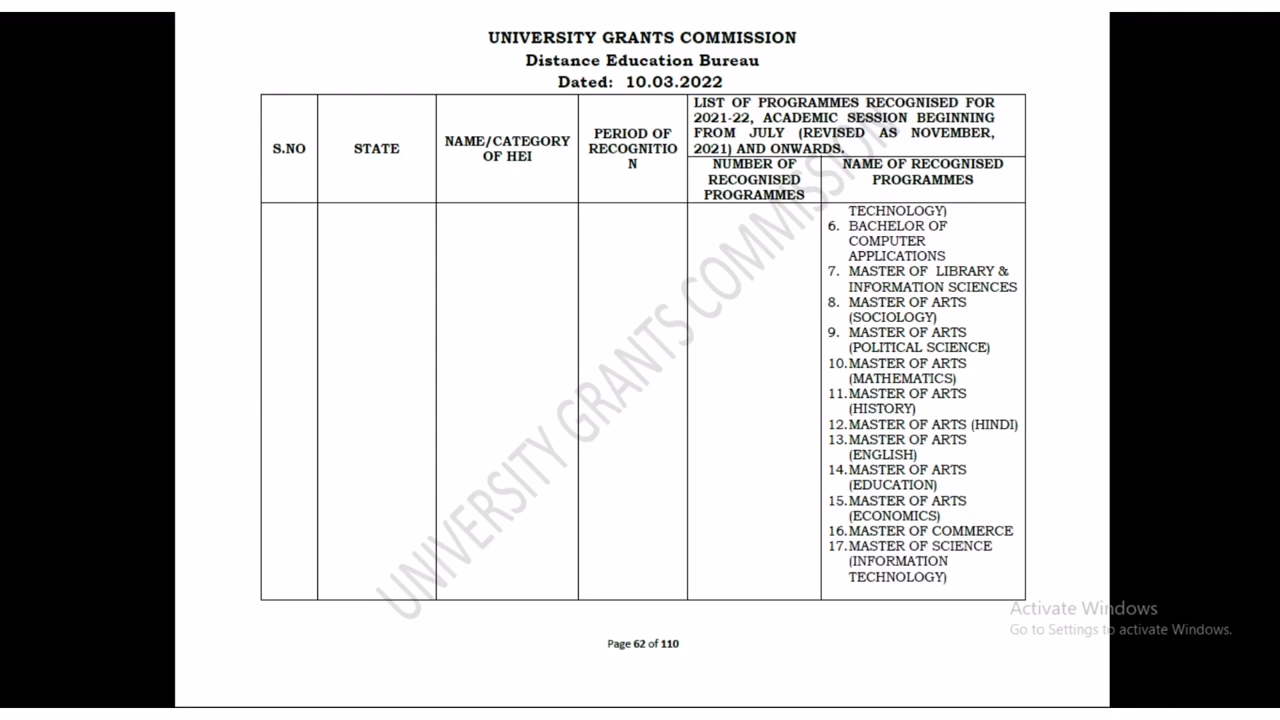 UNIVERSITY GRANTS COMMISSION
Distance Education Bureau
Dated: 10.03.2022
S.NO
STATE
NAME/CATEGORY
OF HEI
PERIOD OF
RECOGNITIO
N
LIST OF PROGRAMMES RECOGNISED FOR
2021-22, ACADEMIC SESSION BEGINNING
FROM JULY (REVISED AS NOVEMBER,
2021) AND ONWARDS.
NUMBER OF
RECOGNISED
PROGRAMMES
NAME OF RECOGNISED
PROGRAMMES
TECHNOLOGY)
6. BACHELOR OF
COMPUTER
APPLICATIONS
7. MASTER OF LIBRARY &
INFORMATION SCIENCES
8. MASTER OF ARTS
(SOCIOLOGY)
9. MASTER OF ARTS
(POLITICAL SCIENCE)
10. MASTER OF ARTS
(MATHEMATICS)
11. MASTER OF ARTS
(HISTORY)
12. MASTER OF ARTS (HINDI)
13. MASTER OF ARTS
(ENGLISH)
14. MASTER OF ARTS
(EDUCATION)
15. MASTER OF ARTS
(ECONOMICS)
16. MASTER OF COMMERCE
17. MASTER OF SCIENCE
(INFORMATION
TECHNOLOGY)
UNIVERSITY GRANTS COMMISSION
Page 62 of 110
Activate Windows
Go to Settings to activate Windows.